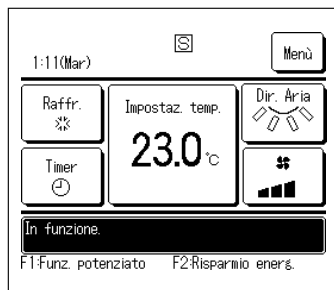 S
1:11(Mar)
Menù
Raffr.
Impostaz. temp.
Dir. Aria
23.0°C
Timer
In funzione.
F1:Funz. potenziato F2:Risparmio energ.